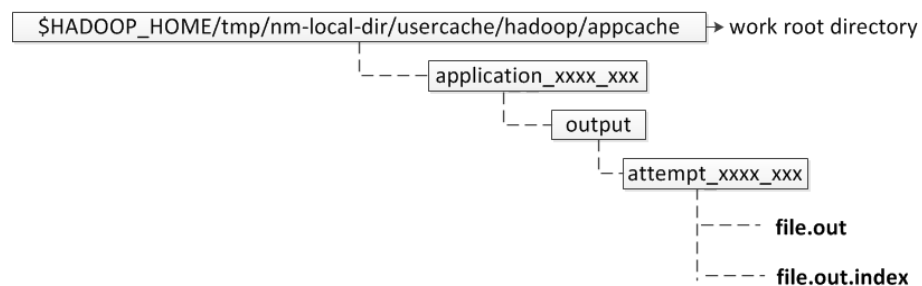 $HADOOP_HOME/tmp/nm-local-dir/usercache/hadoop/appcache work root directory
application_xxxx_xxx
output
attempt_xxxx_xxx
file.out
file.out.index